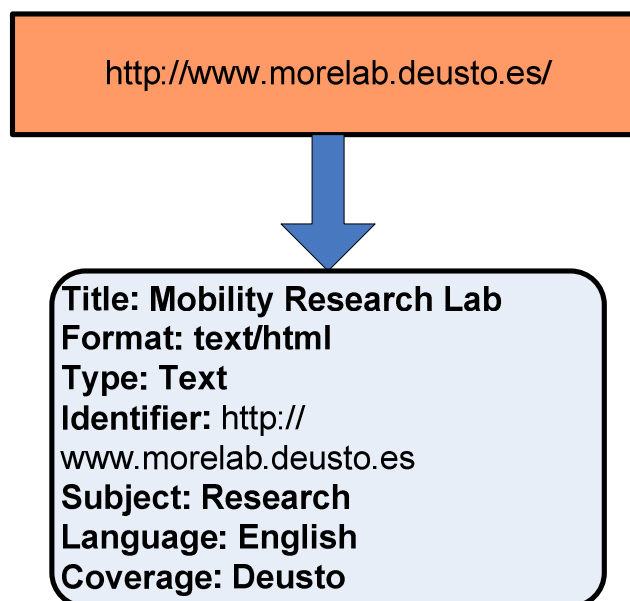 http://www.morelab.deusto.es/
Title: Mobility Research Lab
Format: text/html
Type: Text
Identifier: http://
www.morelab.deusto.es
Subject: Research
Language: English
Coverage: Deusto